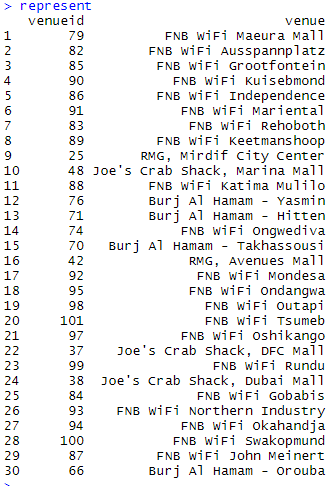 > represent
venueid venue
1 79 FNB WiFi Maeura Mall
2 82 FNB WiFi Ausspannplatz
3 85 FNB WiFi Grootfontein
4 90 FNB WiFi Kuisebmond
5 86 FNB WiFi Independence
6 91 FNB WiFi Mariental
7 83 FNB WiFi Rehoboth
8 89 FNB WiFi Keetmanshoop
9 25 RMG, Mirdif City Center
10 48 Joe's Crab Shack, Marina Mall
11 88 FNB WiFi Katima Mulilo
12 76 Burj Al Hamam - Yasmin
13 71 Burj Al Hamam - Hitten
14 74 FNB WiFi Ongwediva
15 70 Burj Al Hamam - Takhassousi
16 42 RMG, Avenues Mall
17 92 FNB WiFi Mondesa
18 95 FNB WiFi Ondangwa
19 98 FNB WiFi Outapi
20 101 FNB WiFi Tsumeb
21 97 FNB WiFi Oshikango
22 37 Joe's Crab Shack, DFC Mall
23 99 FNB WiFi Rundu
24 38 Joe's Crab Shack, Dubai Mall
25 84 FNB WiFi Gobabis
26 93 FNB WiFi Northern Industry
27 94 FNB WiFi Okahandja
28 100 FNB WiFi Swakopmund
29 87 FNB WiFi John Meinert
30 66 Burj Al Hamam - Orouba
>